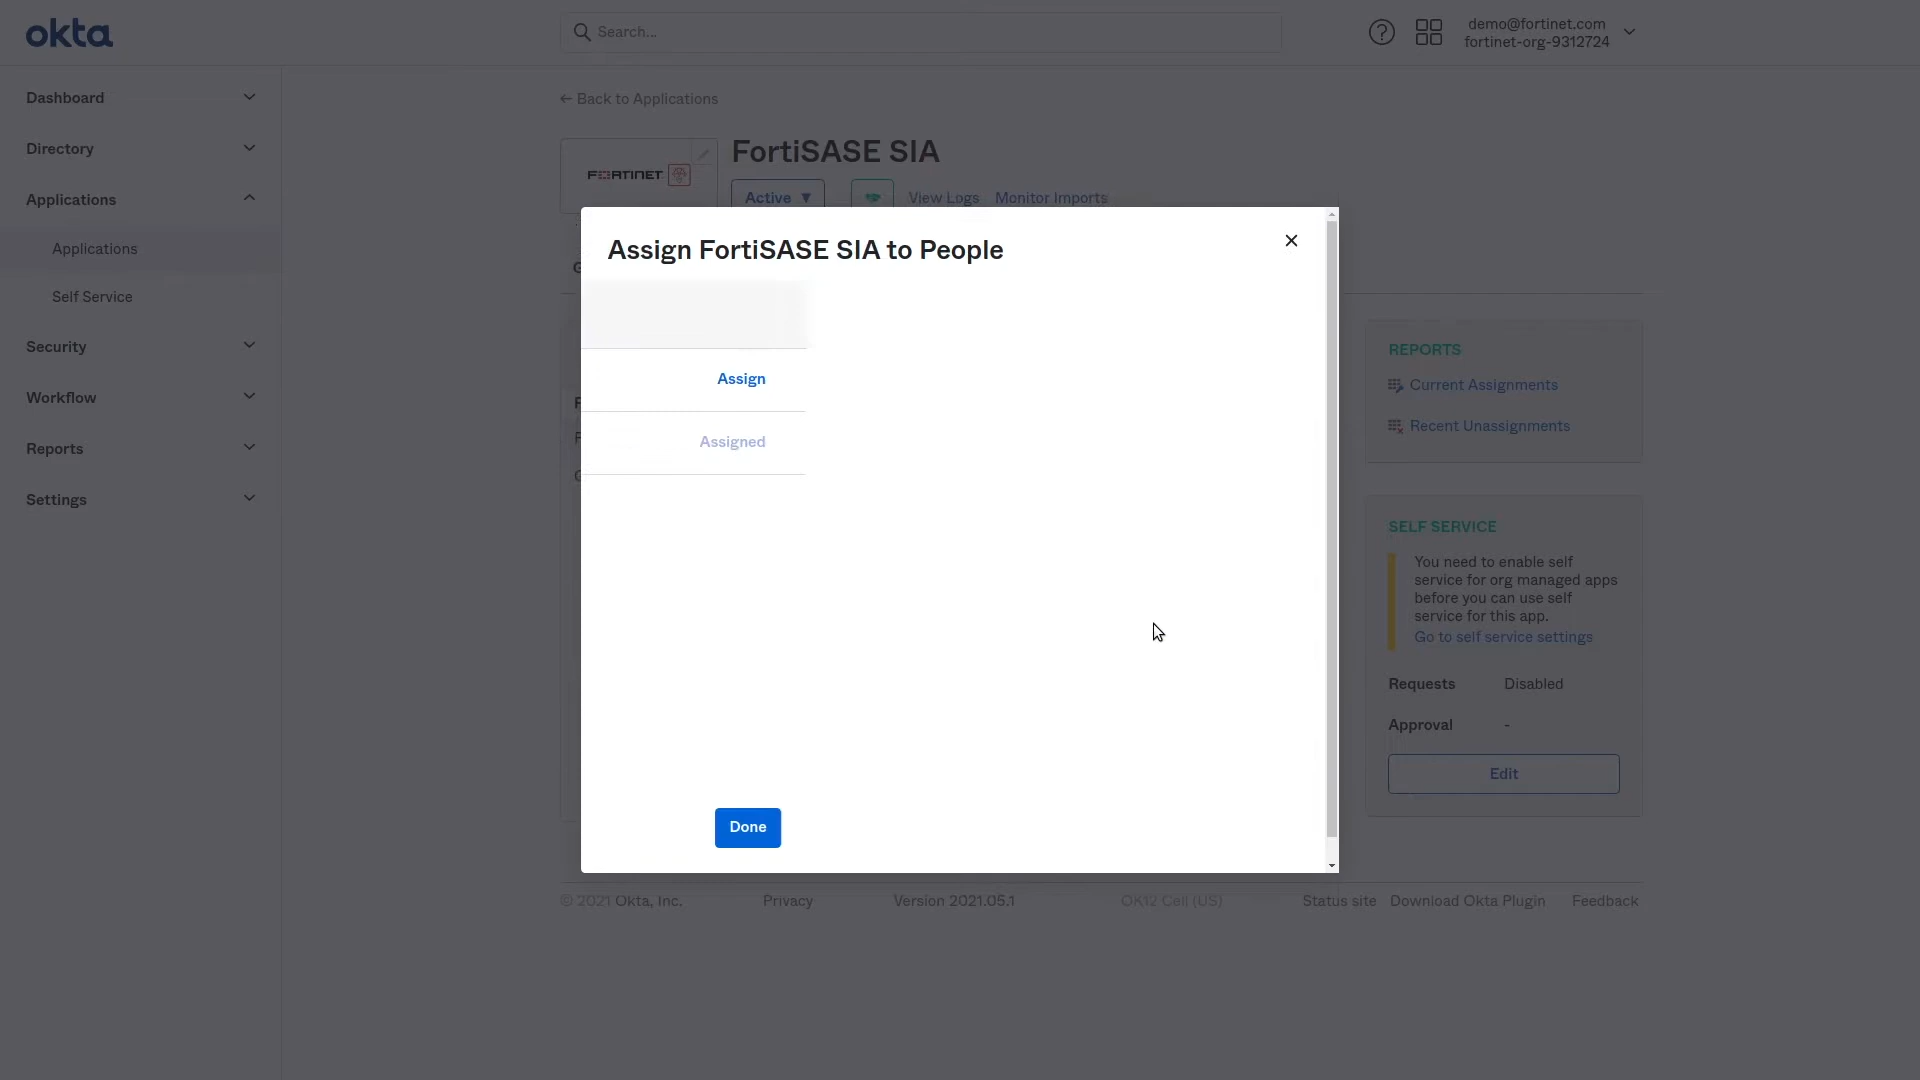 okta
Search...
demo@fortinet.com
fortinet-org-9312724
Dashboard
Directory
Applications
Applications
Self Service
Security
Workflow
Reports
Settings
← Back to Applications
FORTINET
FortiSASE SIA
Active ▼
View Logs
Monitor Imports
Assign FortiSASE SIA to People
Assign
Assigned
Done
REPORTS
Current Assignments
Recent Unassignments
SELF SERVICE
You need to enable self
service for org managed apps
before you can use self
service for this app.
Go to self service settings
Requests Disabled
Approval -
Edit
© 2021 Okta, Inc.
Privacy
Version 2021.05.1
OK12 Cell (US)
Status site
Download Okta Plugin
Feedback